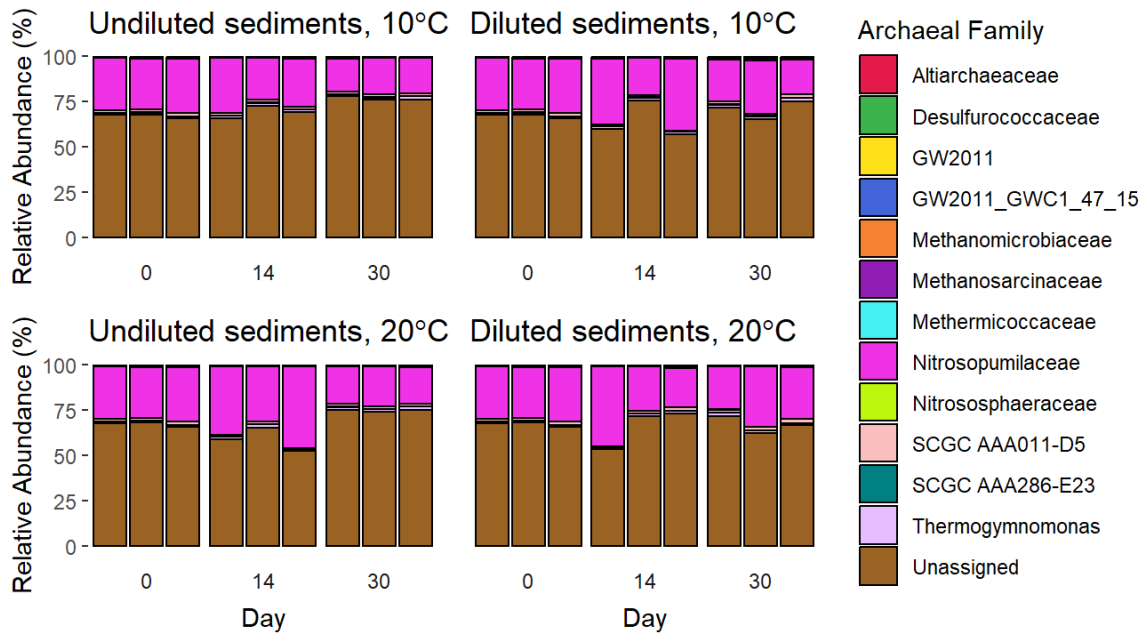 Undiluted sediments, 10°C
Diluted sediments, 10°C
Relative Abundance (%)
100
75
50
25
0
0
14
30
0
14
30
Undiluted sediments, 20°C
Diluted sediments, 20°C
Relative Abundance (%)
100
75
50
25
0
0
14
30
0
14
30
Day
Day
Archaeal Family
Altiarchaeaceae
Desulfurococcaceae
GW2011
GW2011_GWC1_47_15
Methanomicrobiaceae
Methanosarcinaceae
Methermicoccaceae
Nitrosopumilaceae
Nitrososphaeraceae
SCGC AAA011-D5
SCGC AAA286-E23
Thermogymnomonas
Unassigned